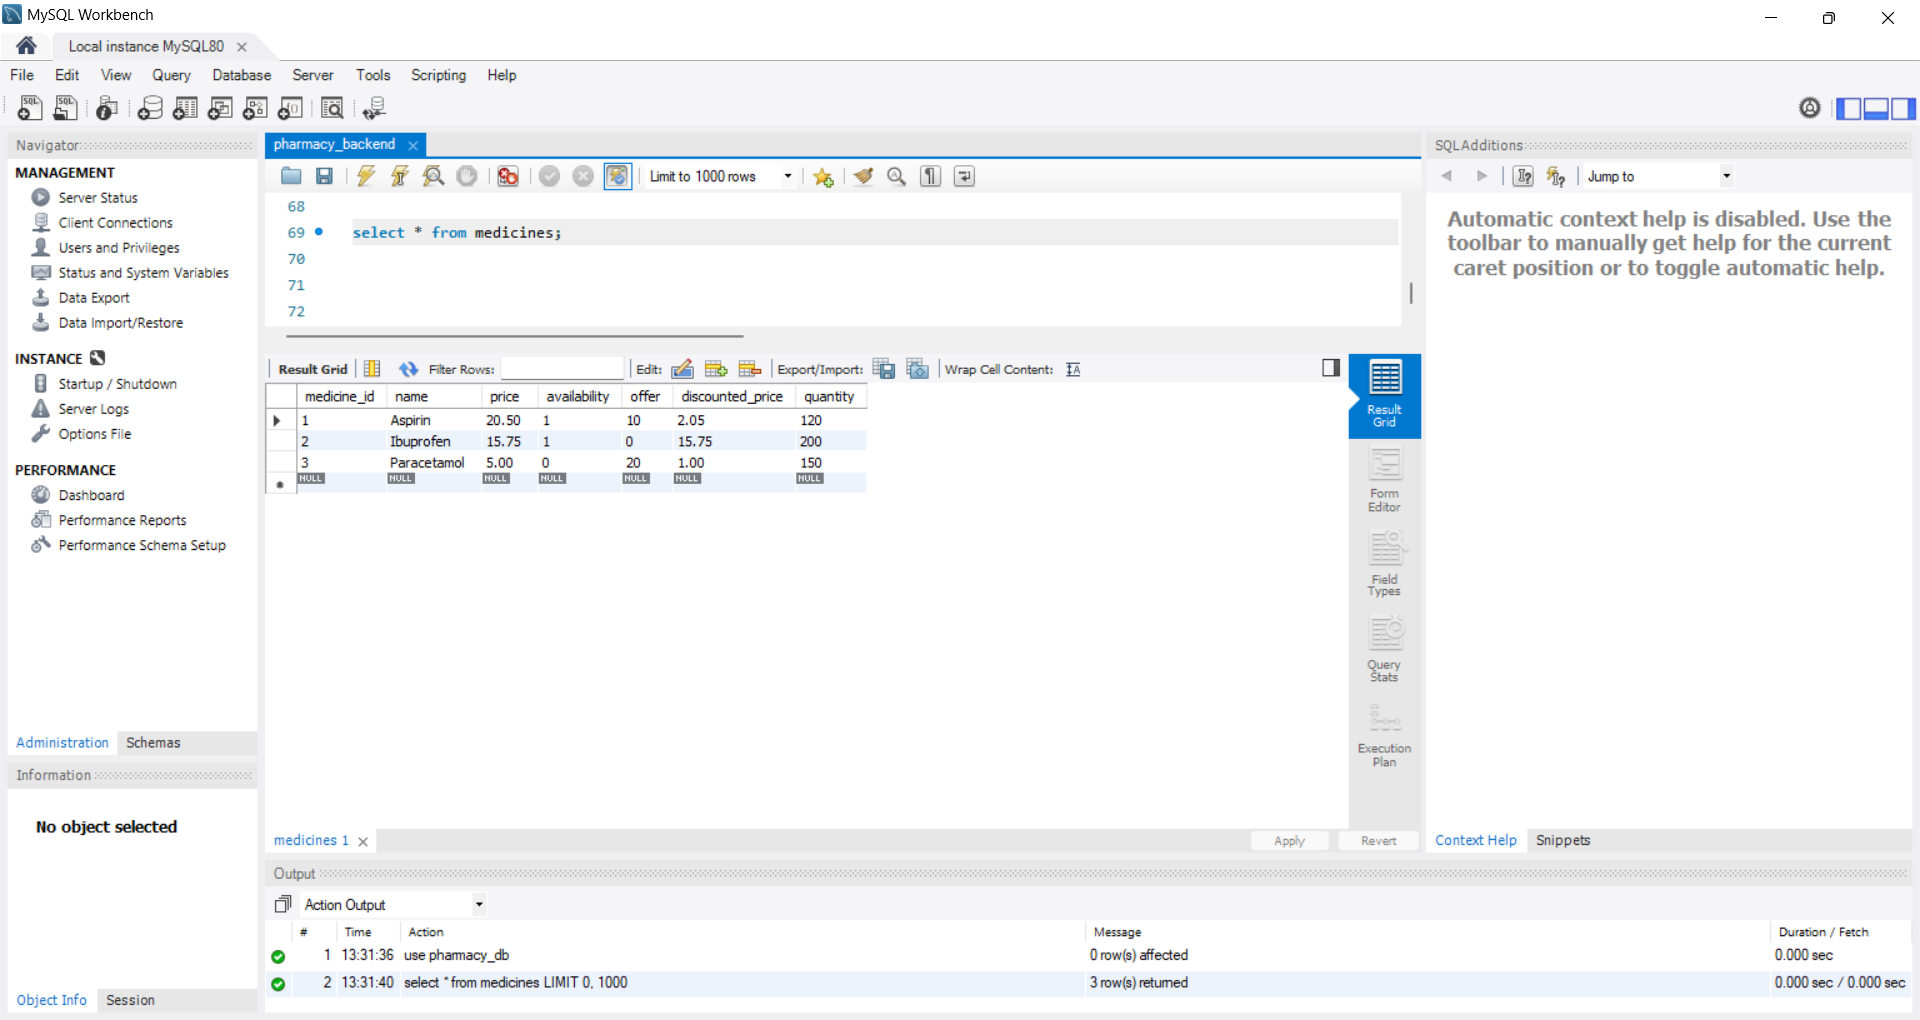 MySQL Workbench
Local instance MySQL80
File Edit View Query Database Server Tools Scripting Help
Navigator
MANAGEMENT
Server Status
Client Connections
Users and Privileges
Status and System Variables
Data Export
Data Import/Restore
INSTANCE
Startup / Shutdown
Server Logs
Options File
PERFORMANCE
Dashboard
Performance Reports
Performance Schema Setup
Administration Schemas
Information
No object selected
Object Info Session
pharmacy_backend
Limit to 1000 rows
68
69 select * from medicines;
70
71
72
Result Grid Filter Rows: Edit: Export/Import: Wrap Cell Content:
medicine_id name price availability offer discounted_price quantity
1 Aspirin 20.50 1 10 2.05 120
2 Ibuprofen 15.75 1 0 15.75 200
3 Paracetamol 5.00 0 20 1.00 150
NULL NULL NULL NULL NULL NULL NULL
Result
Grid
Form
Editor
Field
Types
Query
Stats
Execution
Plan
medicines 1 Apply Revert
SQLAdditions
Jump to
Automatic context help is disabled. Use the
toolbar to manually get help for the current
caret position or to toggle automatic help.
Context Help Snippets
Output
Action Output
# Time Action Message Duration / Fetch
1 13:31:36 use pharmacy_db 0 row(s) affected 0.000 sec
2 13:31:40 select * from medicines LIMIT 0, 1000 3 row(s) returned 0.000 sec / 0.000 sec